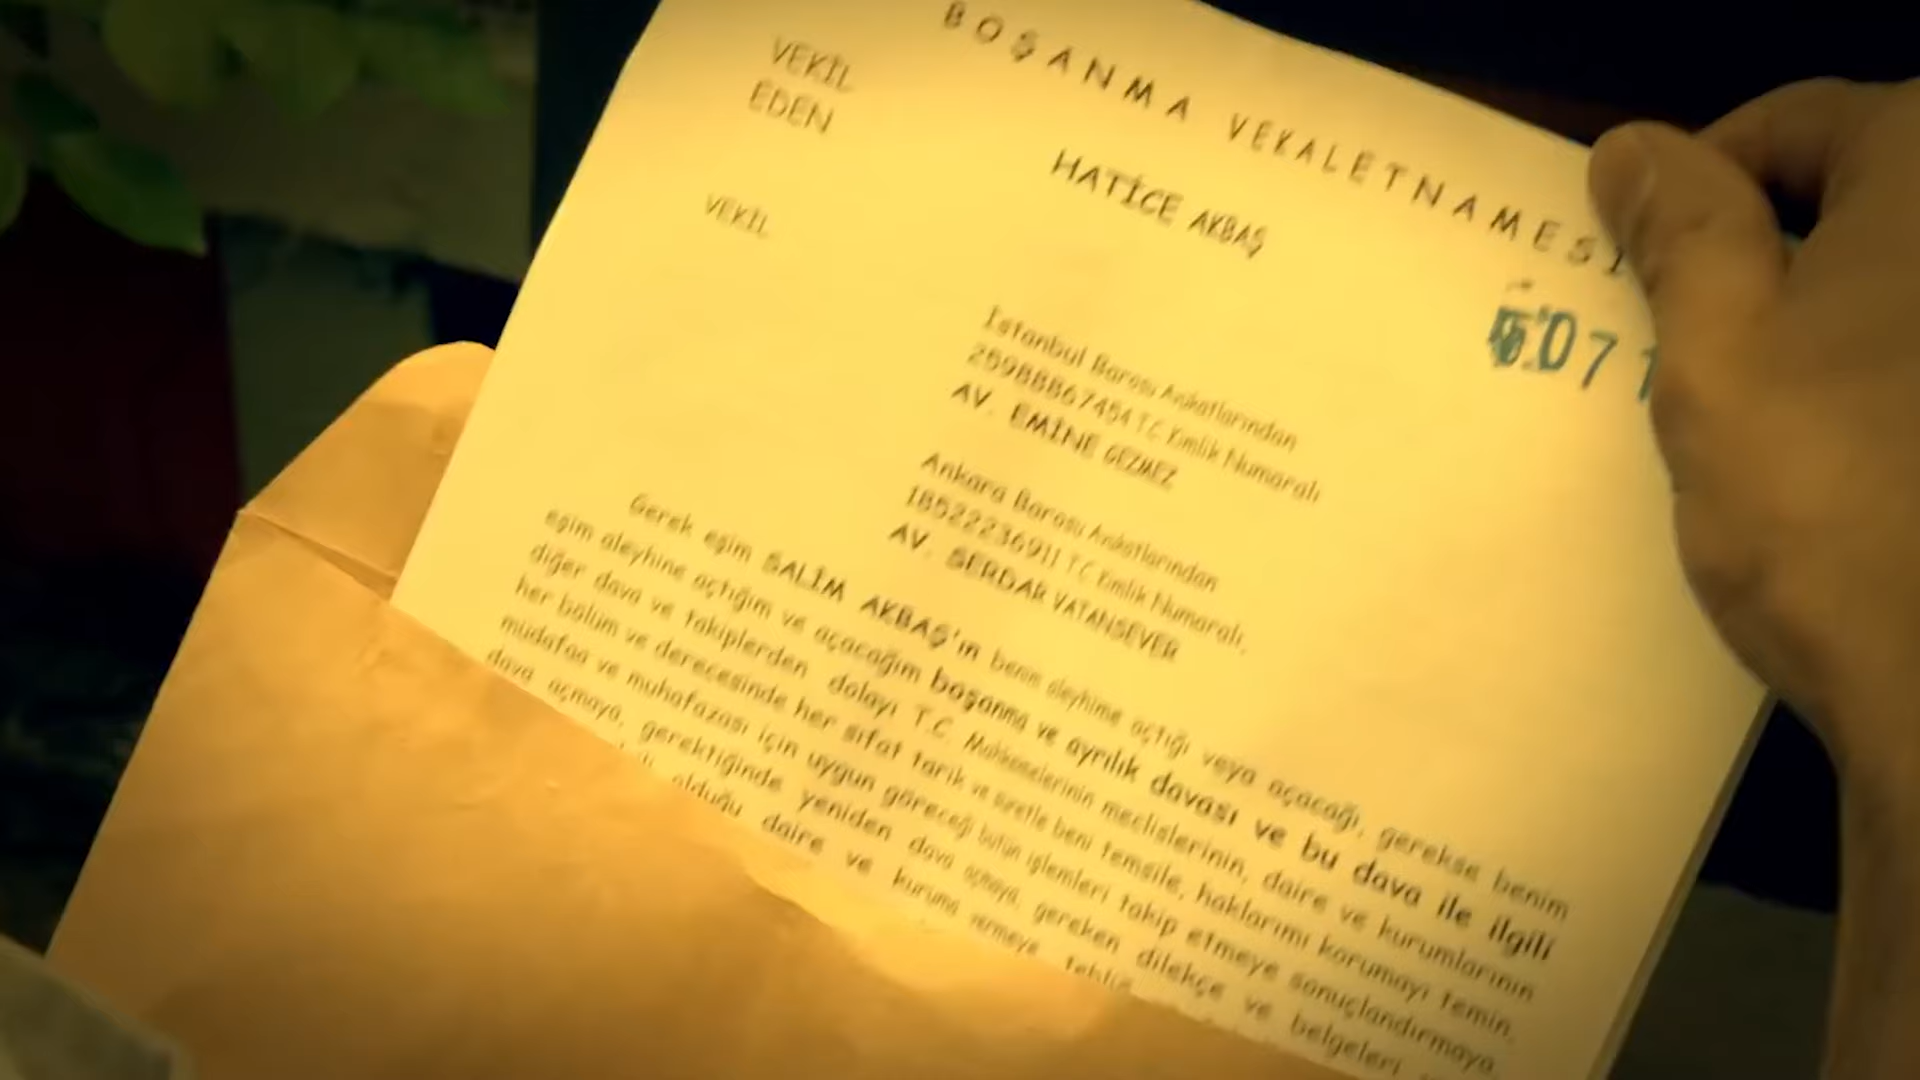 BOŞANMA VEKALETNAMESİ
VEKİL
EDEN
HATİCE AKBAŞ
VEKİL
5071
İstanbul Barosu Avukatlarından
25988867454 T.C Kimlik Numaralı
AV. EMİNE GEZMEZ
Ankara Barosu Avukatlarından
18522236911 T.C Kimlik Numaralı,
AV. SERDAR VATANSEVER
Gerek eşim SALİM AKBAŞ'ın benim aleyhime açtığı veya açacağı, gerekse benim
eşim aleyhine açtığım ve açacağım boşanma ve ayrılık davası ve bu dava ile ilgili
diğer dava ve takiplerden dolayı T.C. Mahkemelerinin meclislerinin, daire ve kurumlarının
her bölüm ve derecesinde her sıfat tarik ve suretle beni temsile, haklarımı korumayı temin,
müdafaa ve muhafazası için uygun göreceği bütün işlemleri takip etmeye sonuçlandırmaya,
dava açmaya, gerektiğinde yeniden dava açmaya, gereken dilekçe ve belgeleri
olduğu daire ve kuruma vermeye, tebliğ